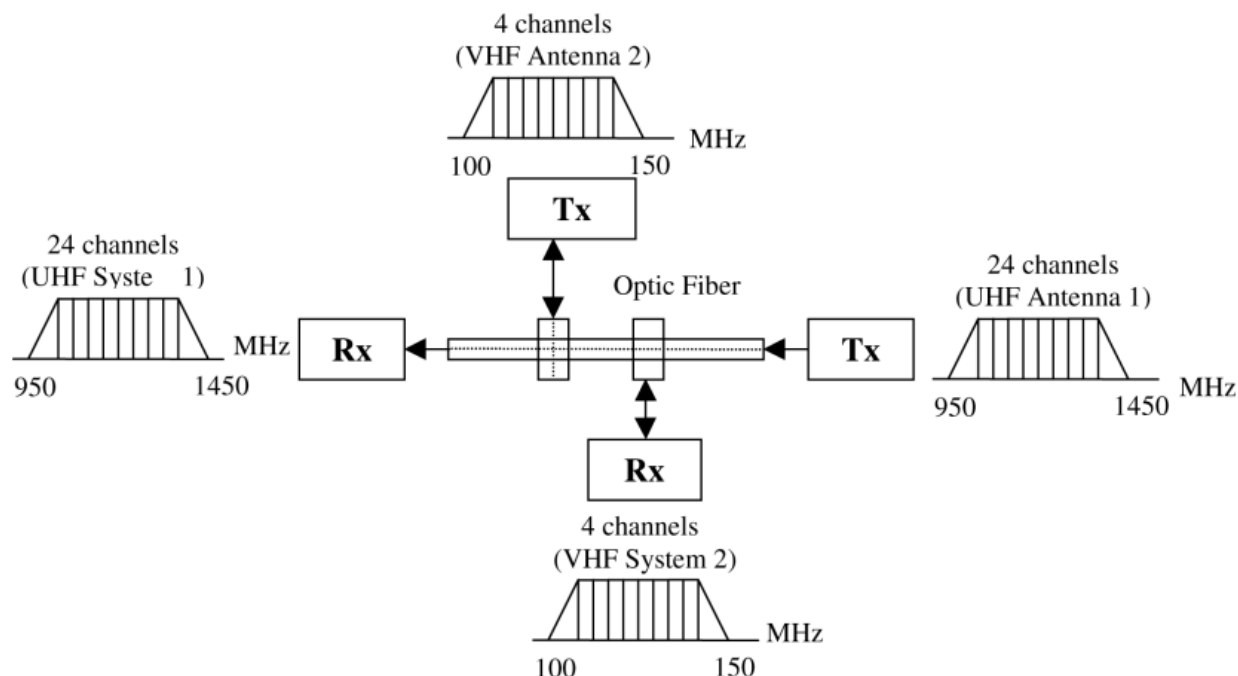 4 channels
(VHF Antenna 2)
MHz
100 150
Tx
24 channels
(UHF Syste 1)
MHz
950 1450
Rx
Optic Fiber
Tx
24 channels
(UHF Antenna 1)
MHz
950 1450
Rx
4 channels
(VHF System 2)
MHz
100 150